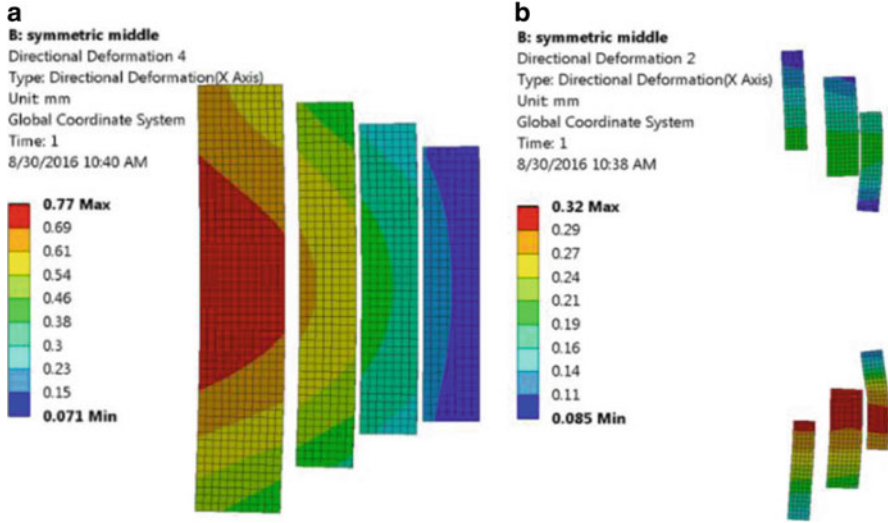 a
B: symmetric middle
Directional Deformation 4
Type: Directional Deformation(X Axis)
Unit: mm
Global Coordinate System
Time: 1
8/30/2016 10:40 AM
0.77 Max
0.69
0.61
0.54
0.46
0.38
0.3
0.23
0.15
0.071 Min
b
B: symmetric middle
Directional Deformation 2
Type: Directional Deformation(X Axis)
Unit: mm
Global Coordinate System
Time: 1
8/30/2016 10:38 AM
0.32 Max
0.29
0.27
0.24
0.21
0.19
0.16
0.14
0.11
0.085 Min